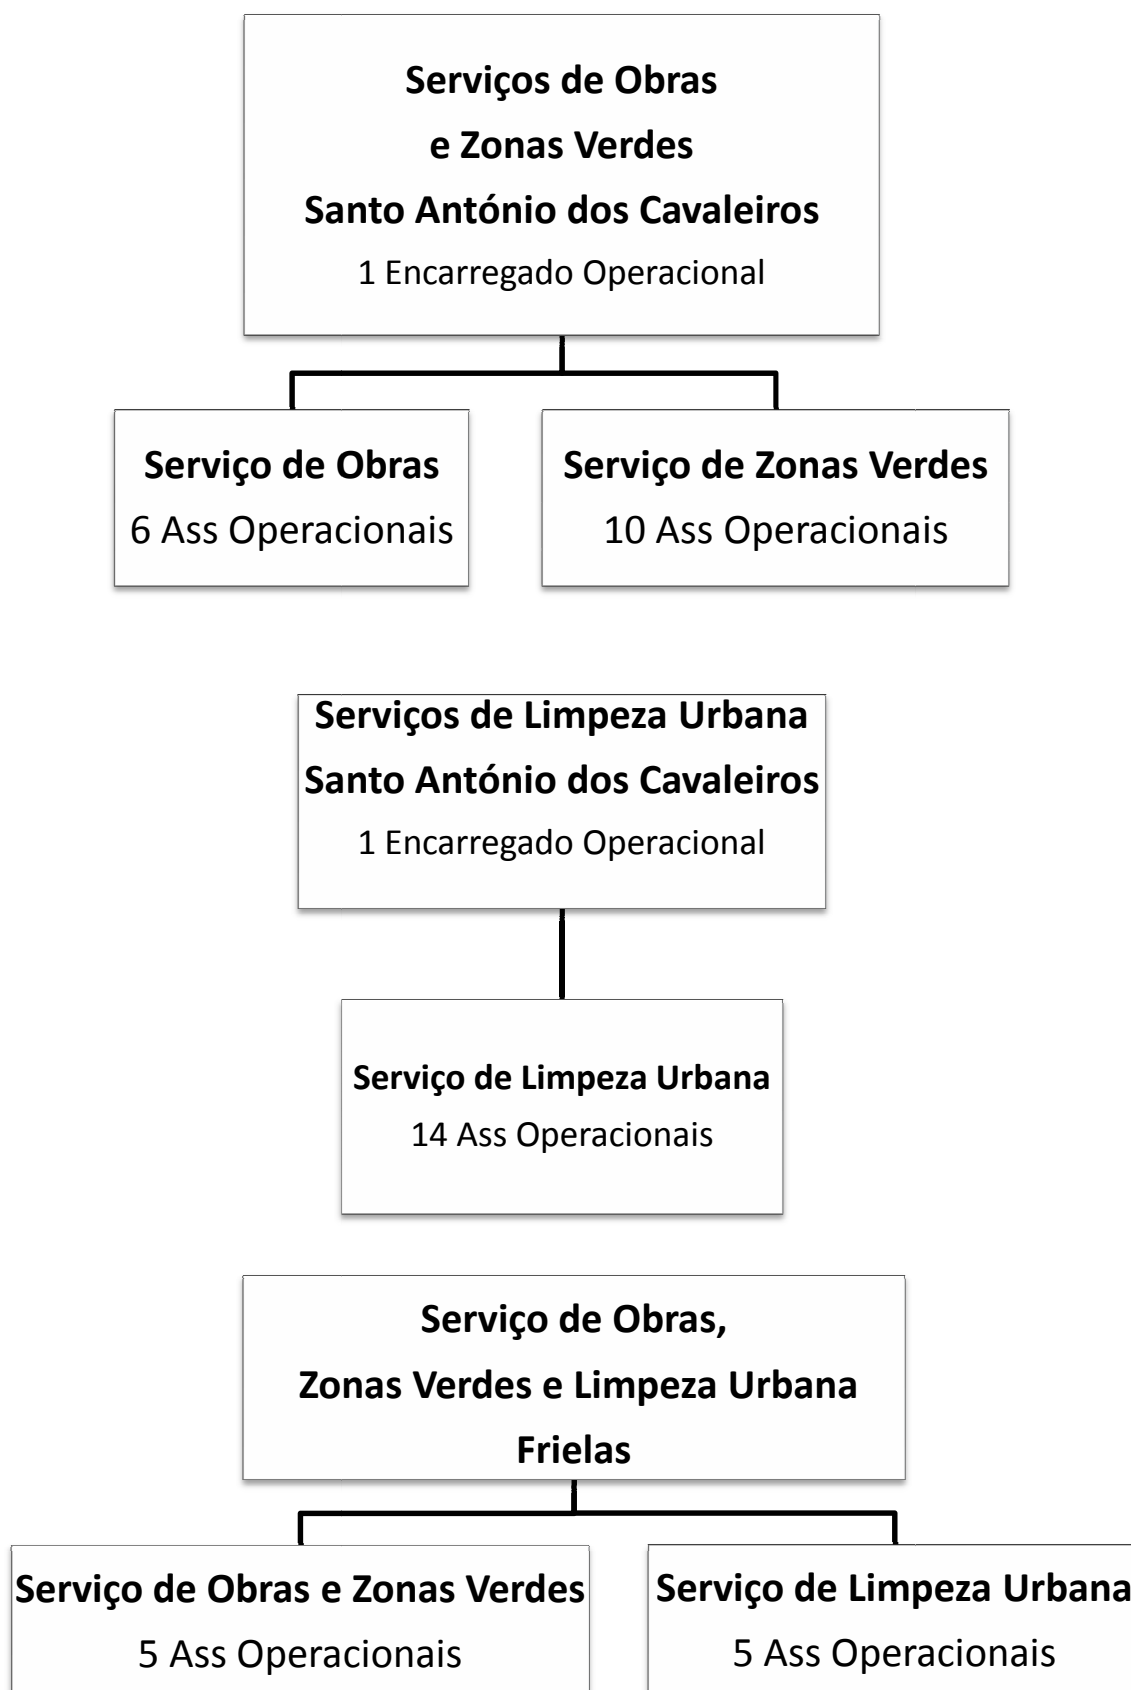 Serviços de Obras
e Zonas Verdes
Santo António dos Cavaleiros
1 Encarregado Operacional
Serviço de Obras
6 Ass Operacionais
Serviço de Zonas Verdes
10 Ass Operacionais
Serviços de Limpeza Urbana
Santo António dos Cavaleiros
1 Encarregado Operacional
Serviço de Limpeza Urbana
14 Ass Operacionais
Serviço de Obras,
Zonas Verdes e Limpeza Urbana
Frielas
Serviço de Obras e Zonas Verdes
5 Ass Operacionais
Serviço de Limpeza Urbana
5 Ass Operacionais